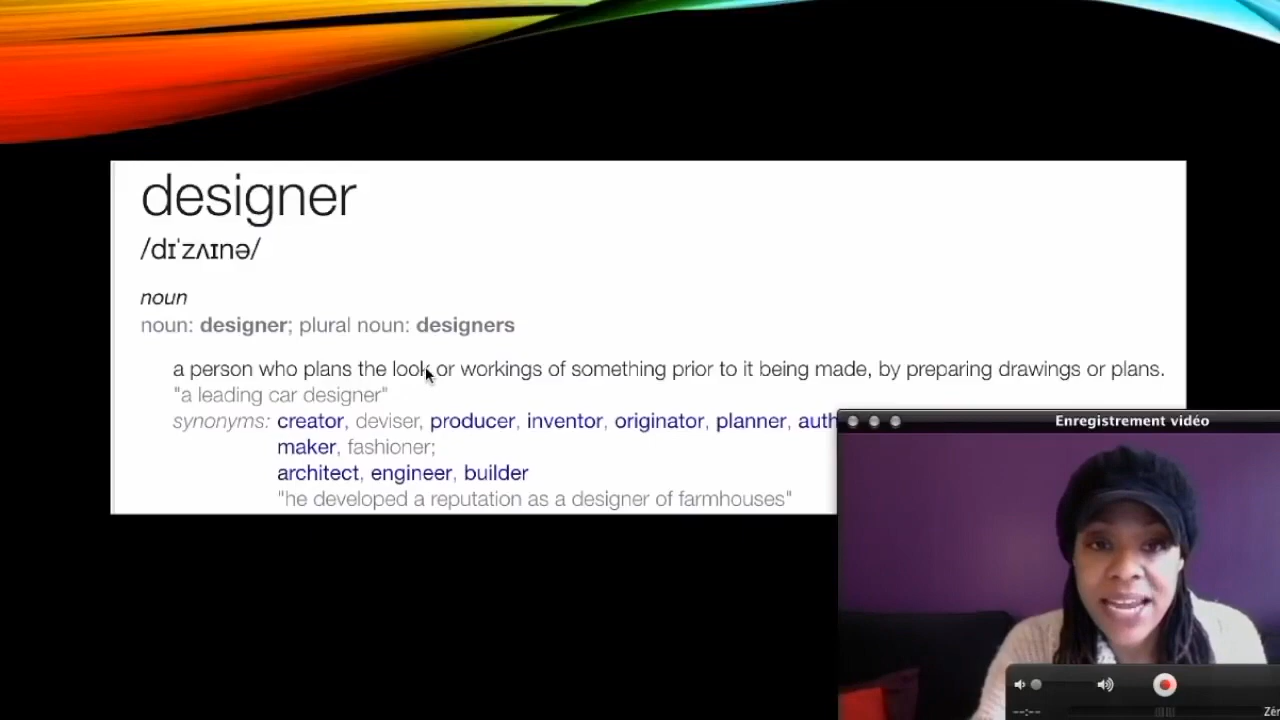 designer
/dɪˈzʌɪnə/
noun
noun: designer; plural noun: designers
a person who plans the look or workings of something prior to it being made, by preparing drawings or plans.
"a leading car designer"
synonyms: creator, deviser, producer, inventor, originator, planner,
maker, fashioner;
architect, engineer, builder
"he developed a reputation as a designer of farmhouses"
Enregistrement vidéo
--:--